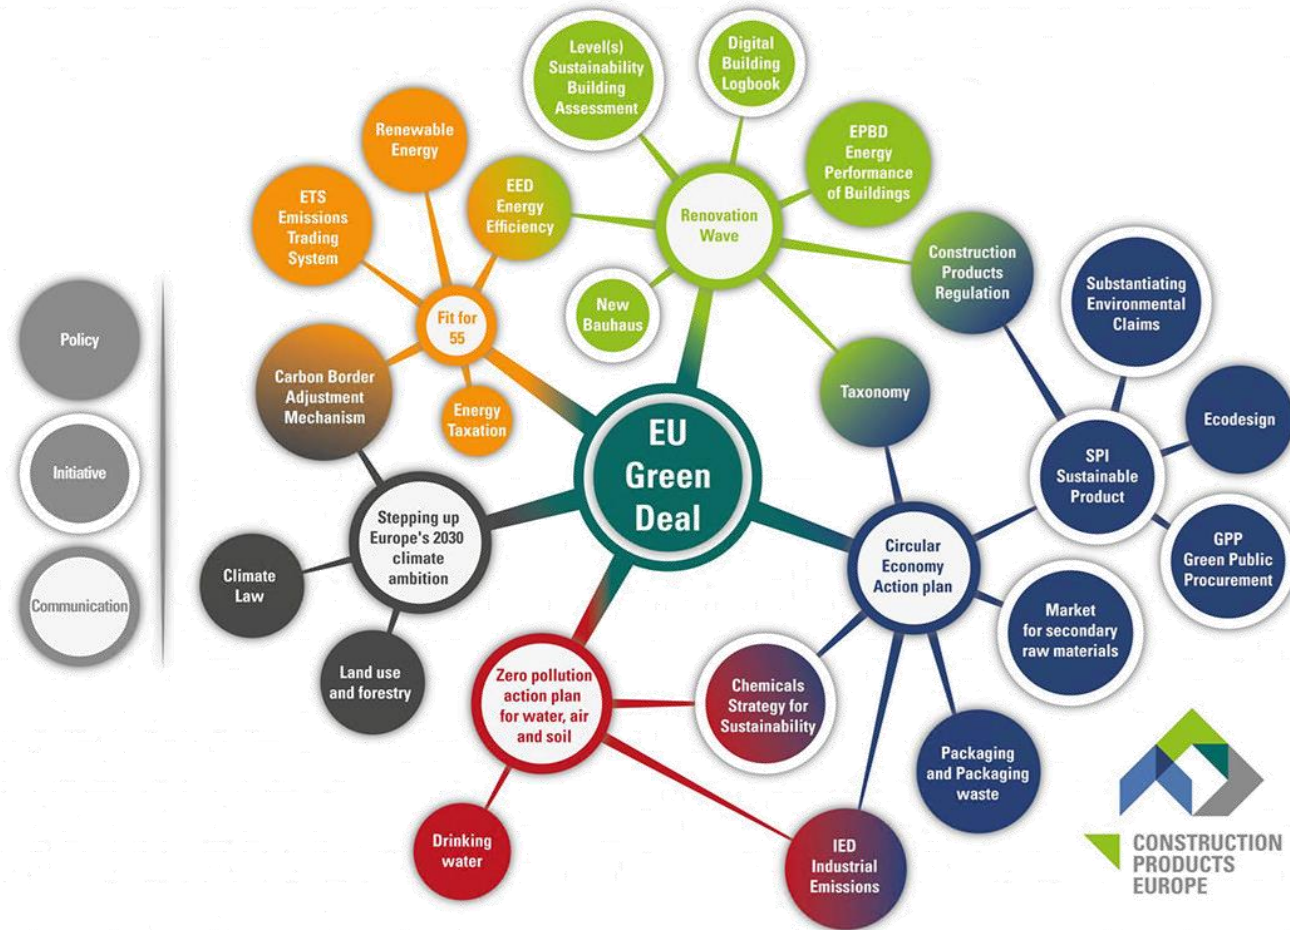 Level(s)
Sustainability
Building
Assessment
Digital
Building
Logbook
Renewable
Energy
EPBD
Energy
Performance
of Buildings
ETS
Emissions
Trading
System
EED
Energy
Efficiency
Renovation
Wave
Construction
Products
Regulation
Substantiating
Environmental
Claims
New
Bauhaus
Fit for
55
Policy
Carbon Border
Adjustment
Mechanism
Energy
Taxation
Taxonomy
Ecodesign
EU
Green
Deal
Initiative
SPI
Sustainable
Product
Stepping up
Europe's 2030
climate
ambition
Circular
Economy
Action plan
GPP
Green Public
Procurement
Climate
Law
Communication
Market
for secondary
raw materials
Land use
and forestry
Zero pollution
action plan
for water, air
and soil
Chemicals
Strategy for
Sustainability
Packaging
and Packaging
waste
Drinking
water
IED
Industrial
Emissions
CONSTRUCTION
PRODUCTS
EUROPE